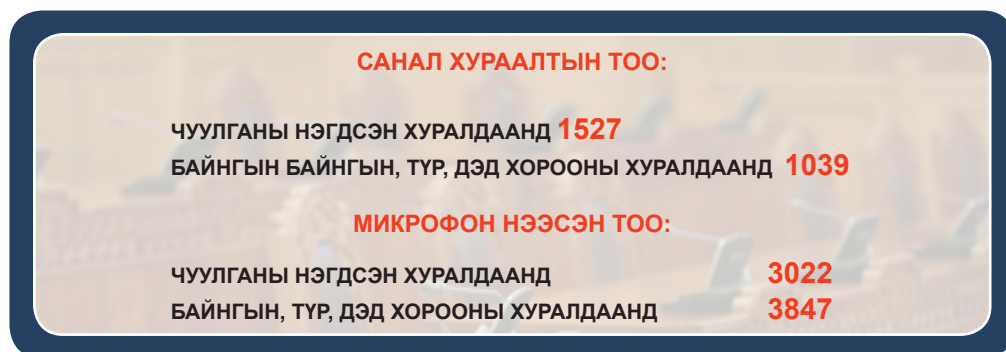 САНАЛ ХУРААЛТЫН ТОО:
ЧУУЛГАНЫ НЭГДСЭН ХУРАЛДААНД 1527
БАЙНГЫН БАЙНГЫН, ТҮР, ДЭД ХОРООНЫ ХУРАЛДААНД 1039
МИКРОФОН НЭЭСЭН ТОО:
ЧУУЛГАНЫ НЭГДСЭН ХУРАЛДААНД 3022
БАЙНГЫН, ТҮР, ДЭД ХОРООНЫ ХУРАЛДААНД 3847